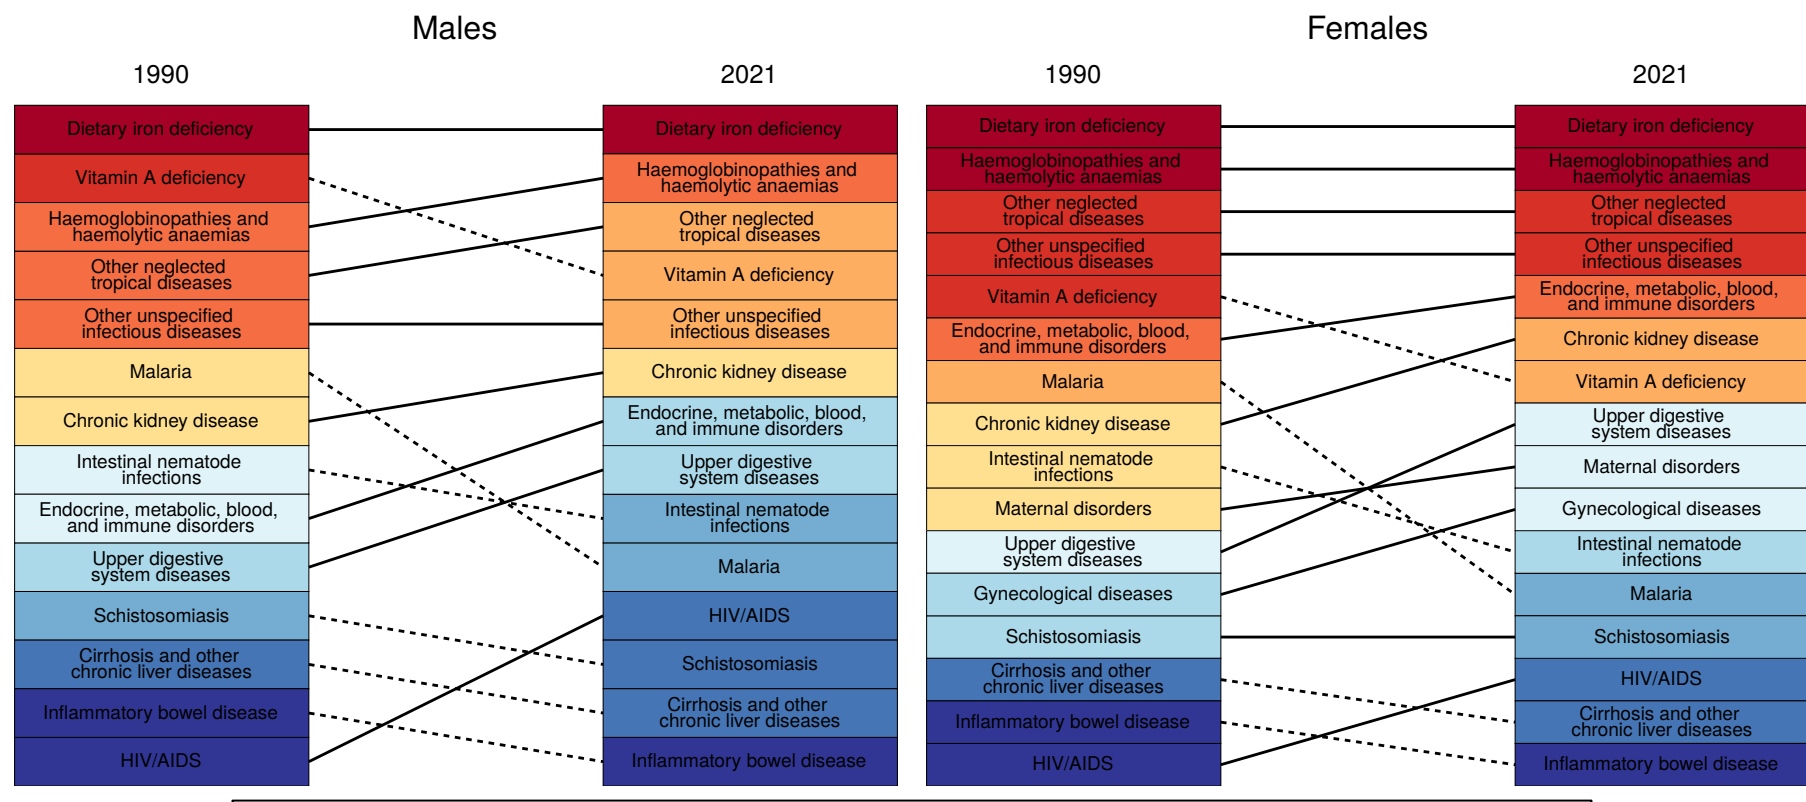 Males
1990
2021
Dietary iron deficiency
Vitamin A deficiency
Haemoglobinopathies and
haemolytic anaemias
Other neglected
tropical diseases
Other unspecified
infectious diseases
Malaria
Chronic kidney disease
Intestinal nematode
infections
Endocrine, metabolic, blood,
and immune disorders
Upper digestive
system diseases
Schistosomiasis
Cirrhosis and other
chronic liver diseases
Inflammatory bowel disease
HIV/AIDS
Dietary iron deficiency
Haemoglobinopathies and
haemolytic anaemias
Other neglected
tropical diseases
Vitamin A deficiency
Other unspecified
infectious diseases
Chronic kidney disease
Endocrine, metabolic, blood,
and immune disorders
Upper digestive
system diseases
Intestinal nematode
infections
Malaria
HIV/AIDS
Schistosomiasis
Cirrhosis and other
chronic liver diseases
Inflammatory bowel disease
Females
1990
2021
Dietary iron deficiency
Haemoglobinopathies and
haemolytic anaemias
Other neglected
tropical diseases
Other unspecified
infectious diseases
Vitamin A deficiency
Endocrine, metabolic, blood,
and immune disorders
Malaria
Chronic kidney disease
Intestinal nematode
infections
Maternal disorders
Upper digestive
system diseases
Gynecological diseases
Schistosomiasis
Cirrhosis and other
chronic liver diseases
Inflammatory bowel disease
HIV/AIDS
Dietary iron deficiency
Haemoglobinopathies and
haemolytic anaemias
Other neglected
tropical diseases
Other unspecified
infectious diseases
Endocrine, metabolic, blood,
and immune disorders
Chronic kidney disease
Vitamin A deficiency
Upper digestive
system diseases
Maternal disorders
Gynecological diseases
Intestinal nematode
infections
Malaria
Schistosomiasis
HIV/AIDS
Cirrhosis and other
chronic liver diseases
Inflammatory bowel disease